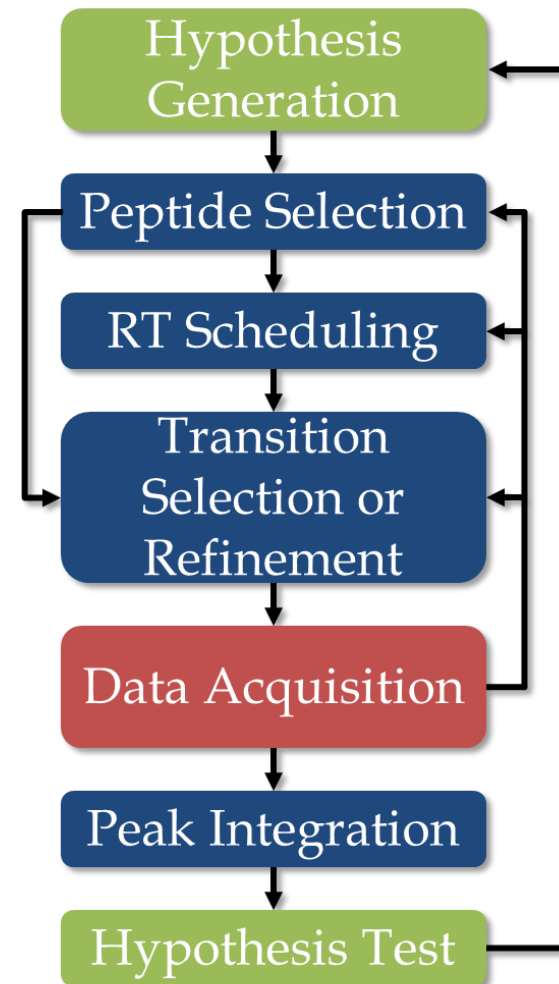 Hypothesis
Generation
Peptide Selection
RT Scheduling
Transition
Selection or
Refinement
Data Acquisition
Peak Integration
Hypothesis Test